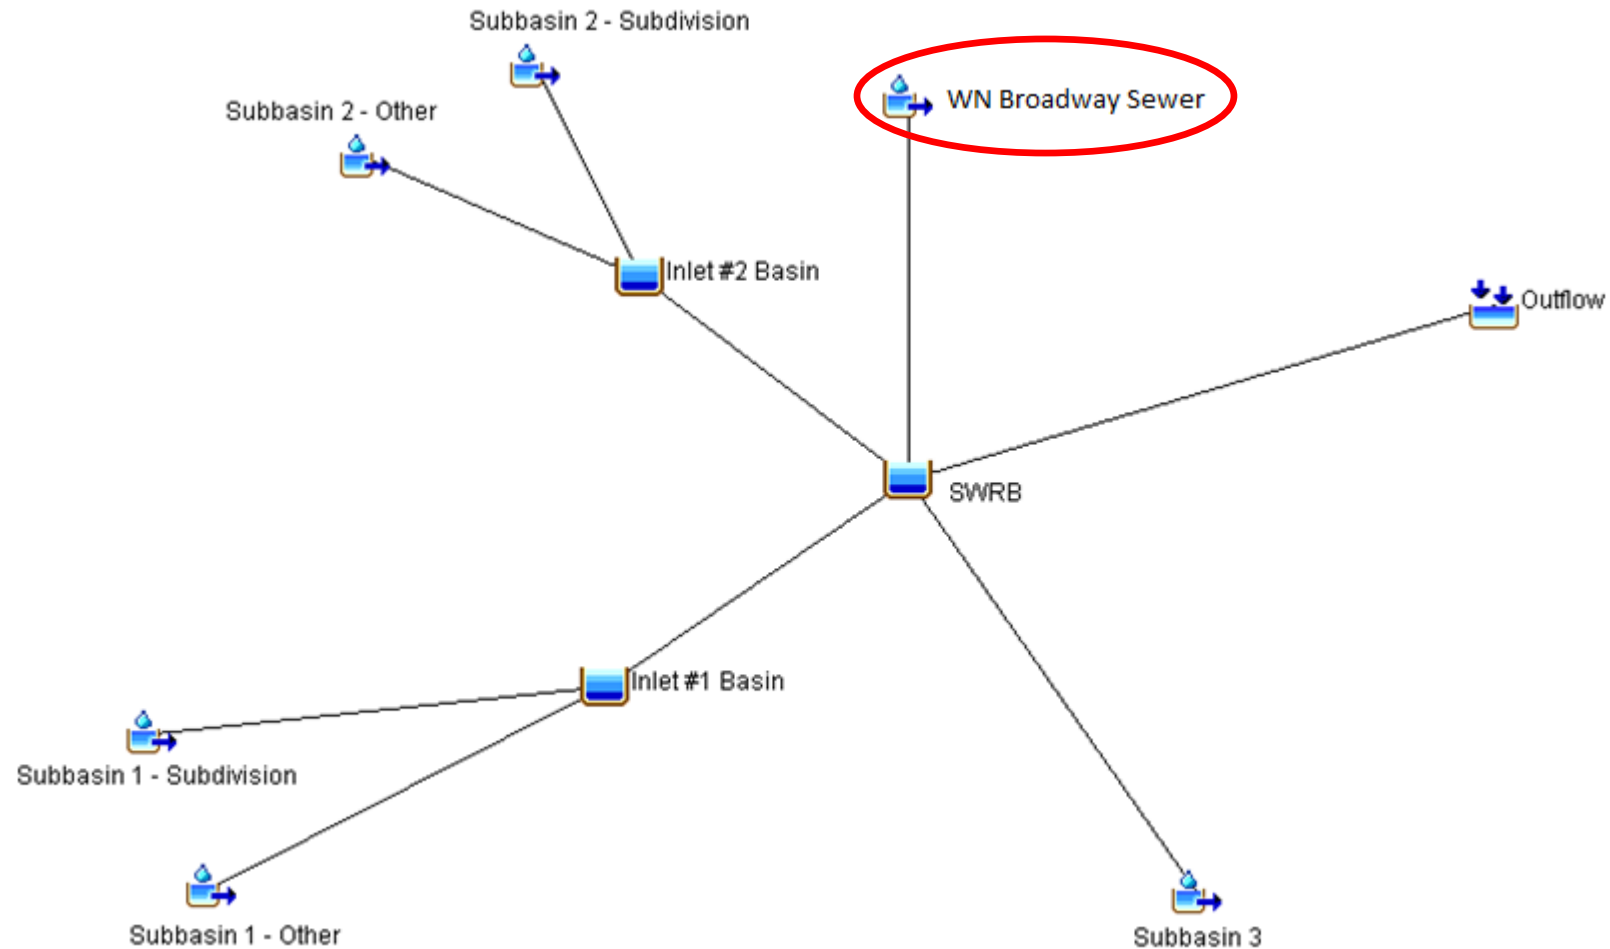 Subbasin 2 - Subdivision
WN Broadway Sewer
Subbasin 2 - Other
Inlet #2 Basin
Outflow
SWRB
Inlet #1 Basin
Subbasin 1 - Subdivision
Subbasin 1 - Other
Subbasin 3